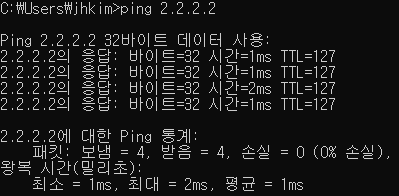 C:₩Users₩jhkim>ping 2.2.2.2
Ping 2.2.2.2 32바이트 데이터 사용:
2.2.2.2의 응답: 바이트=32 시간=1ms TTL=127
2.2.2.2의 응답: 바이트=32 시간=1ms TTL=127
2.2.2.2의 응답: 바이트=32 시간=2ms TTL=127
2.2.2.2의 응답: 바이트=32 시간=1ms TTL=127
2.2.2.2에 대한 Ping 통계:
패킷: 보냄 = 4, 받음 = 4, 손실 = 0 (0% 손실),
왕복 시간(밀리초):
최소 = 1ms, 최대 = 2ms, 평균 = 1ms